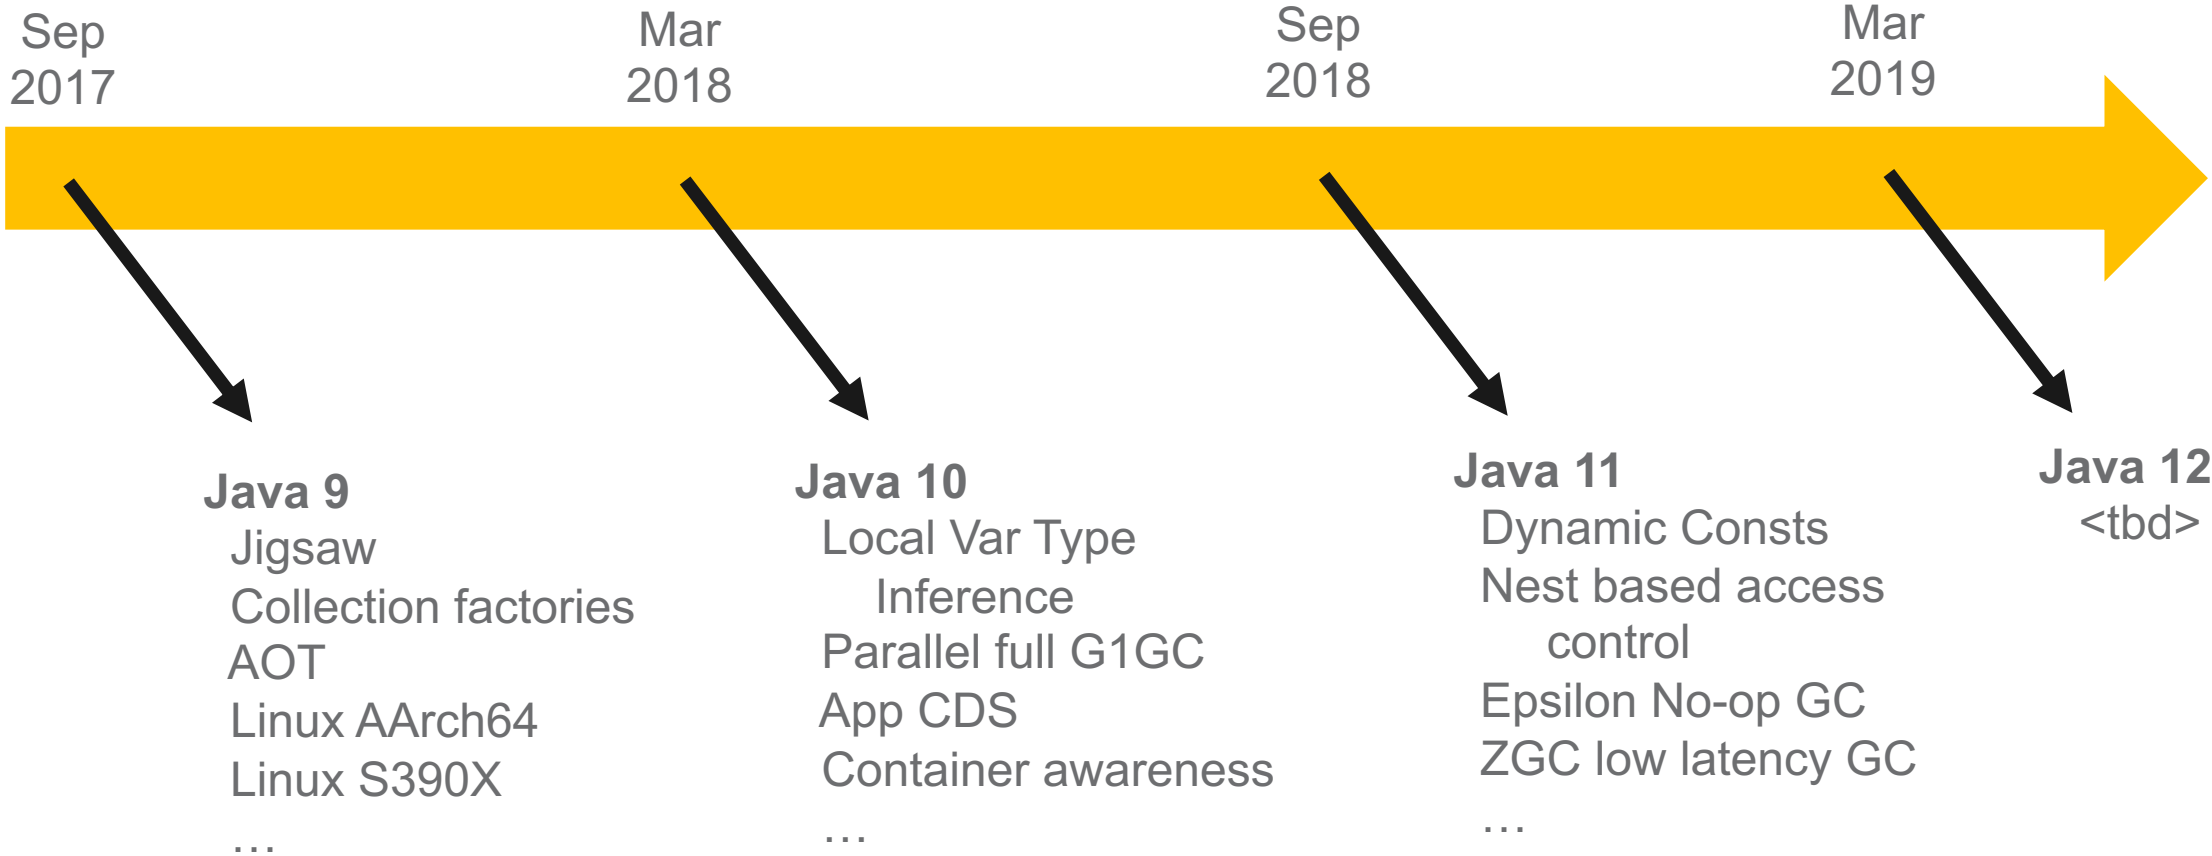 Sep
2017
Mar
2018
Sep
2018
Mar
2019
Java 9
Jigsaw
Collection factories
AOT
Linux AArch64
Linux S390X
…
Java 10
Local Var Type
Inference
Parallel full G1GC
App CDS
Container awareness
…
Java 11
Dynamic Consts
Nest based access
control
Epsilon No-op GC
ZGC low latency GC
…
Java 12
<tbd>